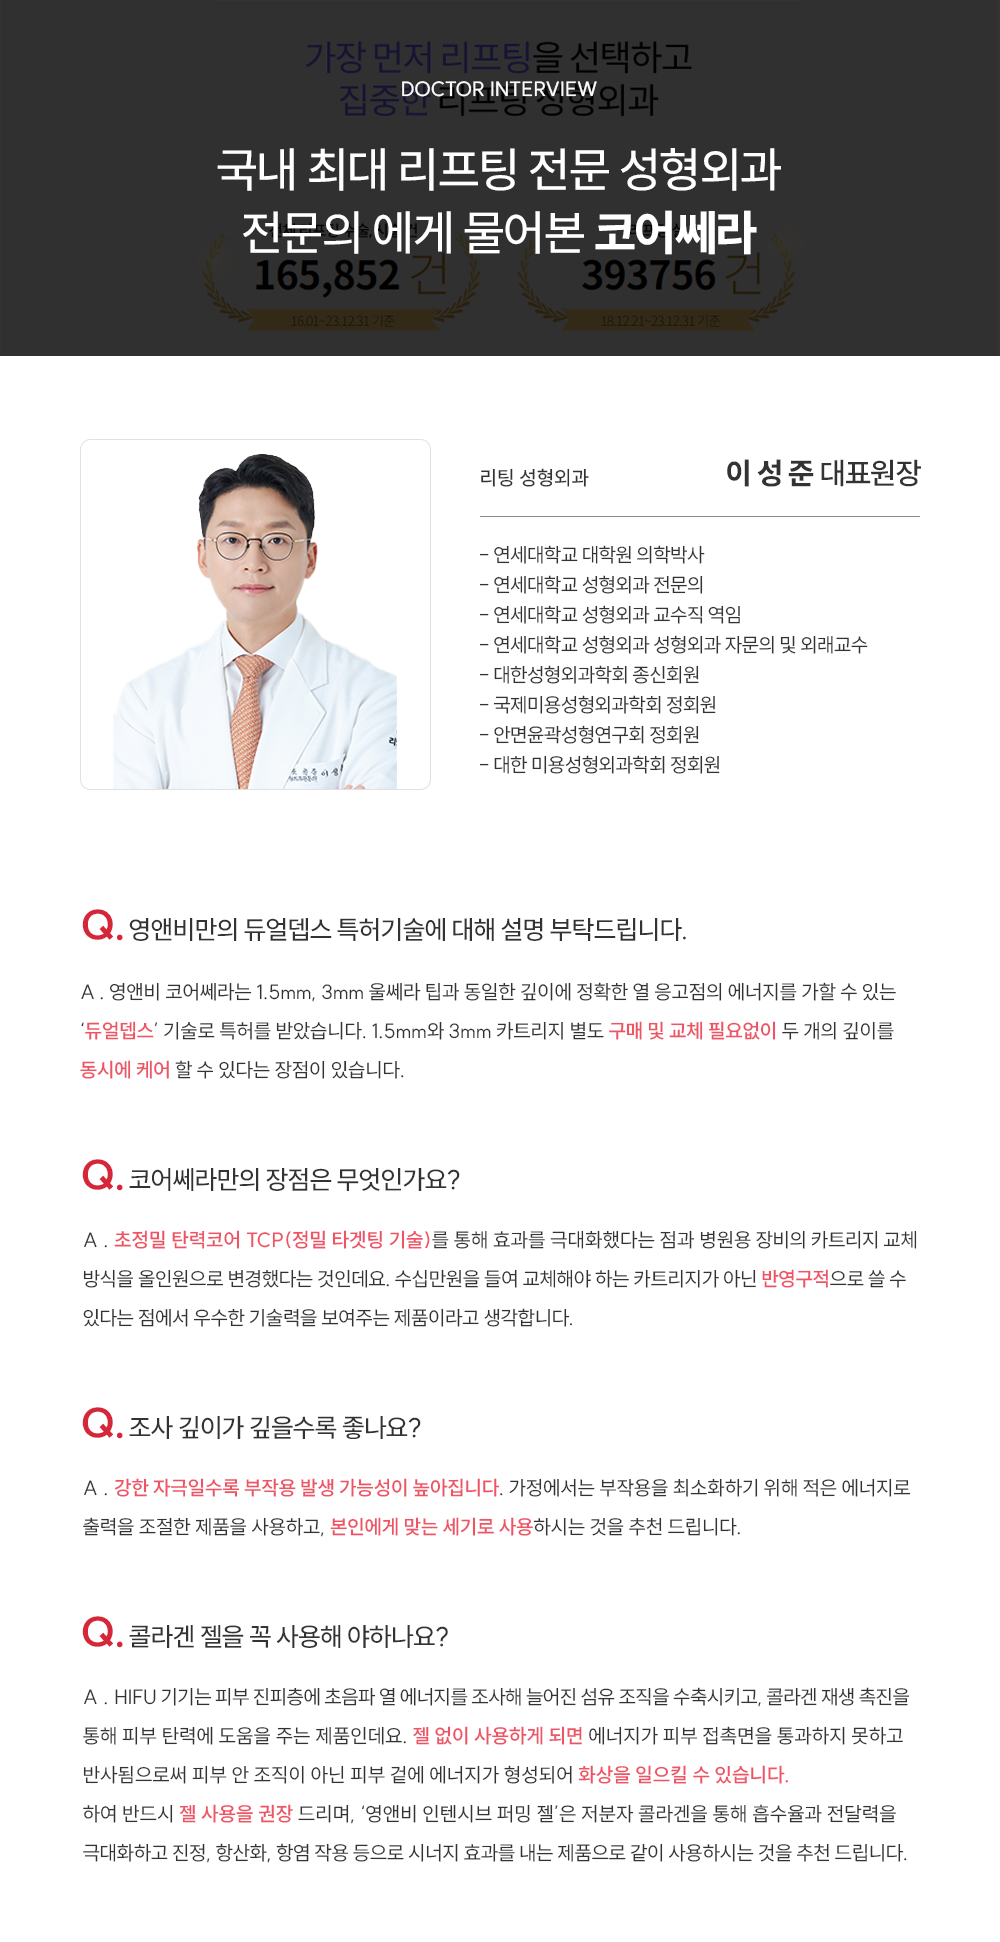 가장 먼저 리프팅을 선택하고
집중한 리프팅 성형외과
DOCTOR INTERVIEW
국내 최대 리프팅 전문 성형외과
전문의 에게 물어본 코어쎄라
165,852 건
393756 건
16.01~23.12.31 기준
18.12.21~23.12.31 기준
리팅 성형외과
이 성 준 대표원장
- 연세대학교 대학원 의학박사
- 연세대학교 성형외과 전문의
- 연세대학교 성형외과 교수직 역임
- 연세대학교 성형외과 성형외과 자문의 및 외래교수
- 대한성형외과학회 종신회원
- 국제미용성형외과학회 정회원
- 안면윤곽성형연구회 정회원
- 대한 미용성형외과학회 정회원
Q. 영앤비만의 듀얼뎁스 특허기술에 대해 설명 부탁드립니다.
A . 영앤비 코어쎄라는 1.5mm, 3mm 울쎄라 팁과 동일한 깊이에 정확한 열 응고점의 에너지를 가할 수 있는
‘듀얼뎁스’ 기술로 특허를 받았습니다. 1.5mm와 3mm 카트리지 별도 구매 및 교체 필요없이 두 개의 깊이를
동시에 케어 할 수 있다는 장점이 있습니다.
Q. 코어쎄라만의 장점은 무엇인가요?
A . 초정밀 탄력코어 TCP(정밀 타겟팅 기술)를 통해 효과를 극대화했다는 점과 병원용 장비의 카트리지 교체
방식을 올인원으로 변경했다는 것인데요. 수십만원을 들여 교체해야 하는 카트리지가 아닌 반영구적으로 쓸 수
있다는 점에서 우수한 기술력을 보여주는 제품이라고 생각합니다.
Q. 조사 깊이가 깊을수록 좋나요?
A . 강한 자극일수록 부작용 발생 가능성이 높아집니다. 가정에서는 부작용을 최소화하기 위해 적은 에너지로
출력을 조절한 제품을 사용하고, 본인에게 맞는 세기로 사용하시는 것을 추천 드립니다.
Q. 콜라겐 젤을 꼭 사용해 야하나요?
A . HIFU 기기는 피부 진피층에 초음파 열 에너지를 조사해 늘어진 섬유 조직을 수축시키고, 콜라겐 재생 촉진을
통해 피부 탄력에 도움을 주는 제품인데요. 젤 없이 사용하게 되면 에너지가 피부 접촉면을 통과하지 못하고
반사됨으로써 피부 안 조직이 아닌 피부 겉에 에너지가 형성되어 화상을 일으킬 수 있습니다.
하여 반드시 젤 사용을 권장 드리며, ‘영앤비 인텐시브 퍼밍 젤’은 저분자 콜라겐을 통해 흡수율과 전달력을
극대화하고 진정, 항산화, 항염 작용 등으로 시너지 효과를 내는 제품으로 같이 사용하시는 것을 추천 드립니다.